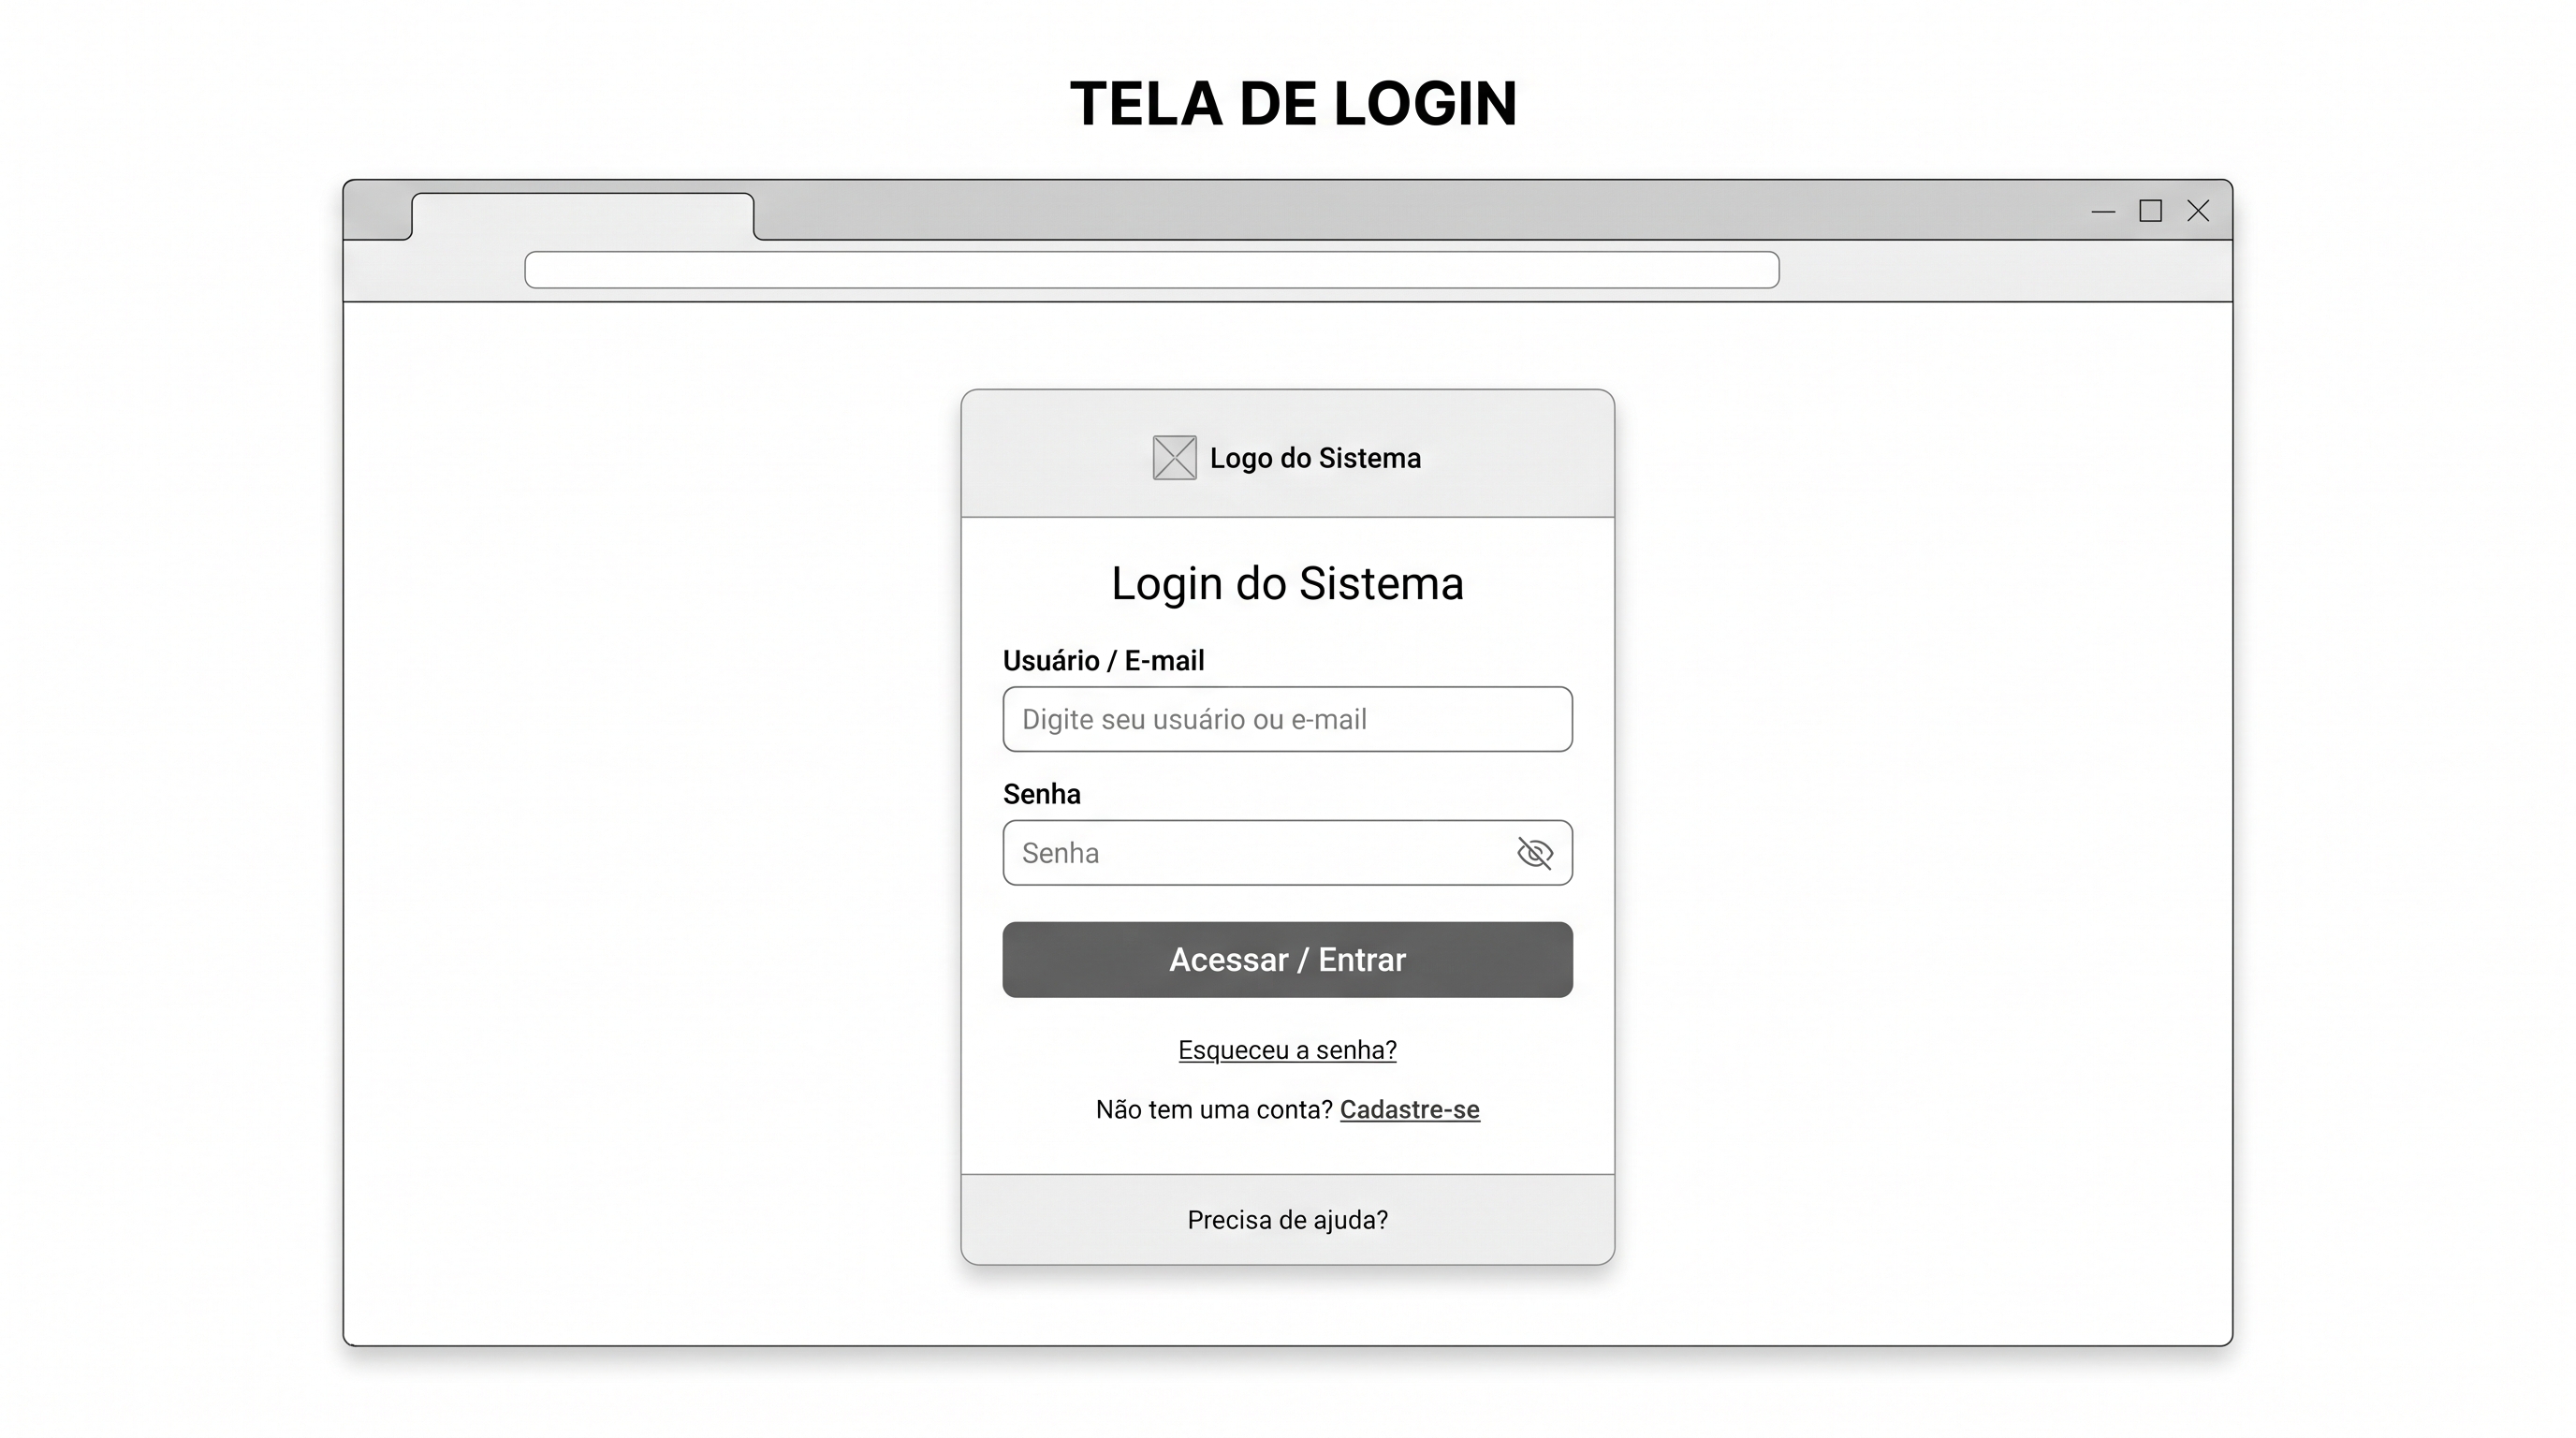 TELA DE LOGIN
Logo do Sistema
Login do Sistema
Usuário / E-mail
Digite seu usuário ou e-mail
Senha
Senha
Acessar / Entrar
Esqueceu a senha?
Não tem uma conta? Cadastre-se
Precisa de ajuda?